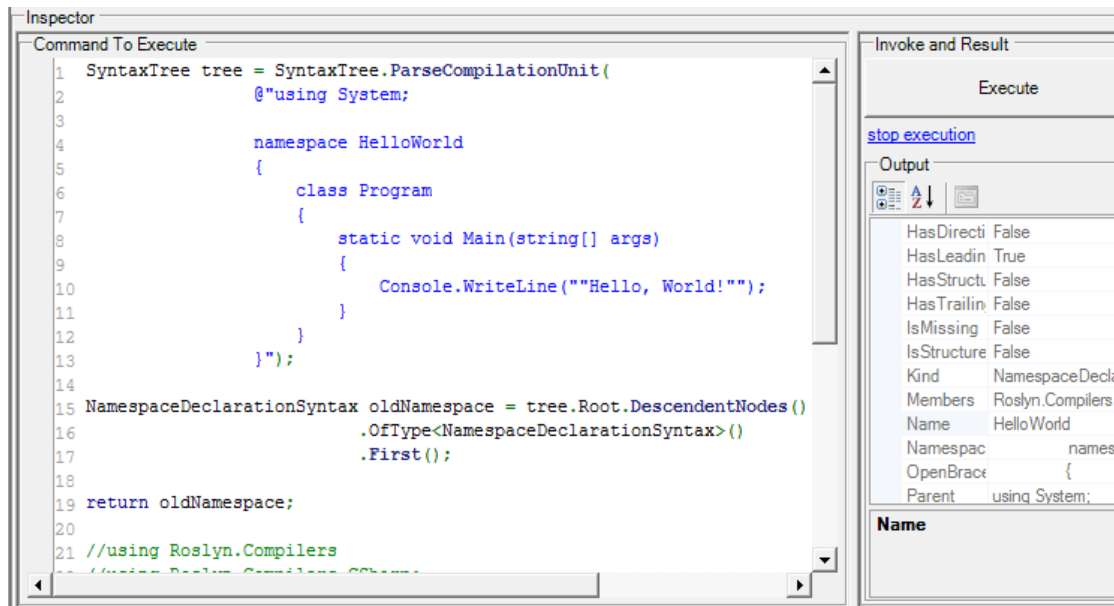 Inspector
Command To Execute
1 SyntaxTree tree = SyntaxTree.ParseCompilationUnit(
2 @"using System;
3
4 namespace HelloWorld
5 {
6 class Program
7 {
8 static void Main(string[] args)
9 {
10 Console.WriteLine(""Hello, World!"");
11 }
12 }
13 }");
14
15 NamespaceDeclarationSyntax oldNamespace = tree.Root.DescendentNodes()
16 .OfType<NamespaceDeclarationSyntax>()
17 .First();
18
19 return oldNamespace;
20
21 //using Roslyn.Compilers
Invoke and Result
Execute
stop execution
Output
HasDirecti False
HasLeadin True
HasStructu False
HasTrailin False
IsMissing False
IsStructure False
Kind NamespaceDecla
Members Roslyn.Compilers
Name HelloWorld
Namespac names
OpenBrace {
Parent using System;
Name